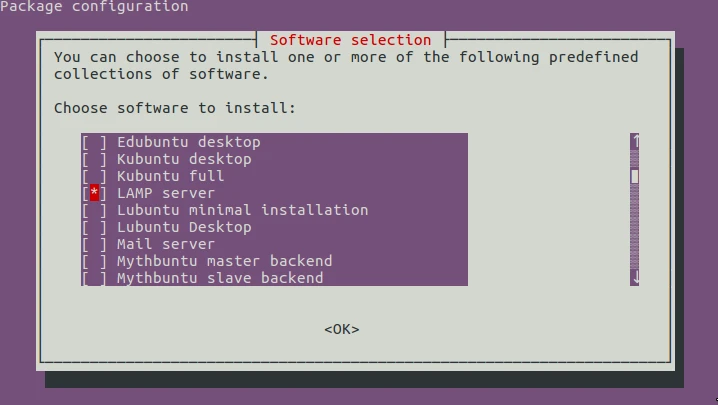 Package configuration
Software selection
You can choose to install one or more of the following predefined
collections of software.
Choose software to install:
[ ] Edubuntu desktop
[ ] Kubuntu desktop
[ ] Kubuntu full
[*] LAMP server
[ ] Lubuntu minimal installation
[ ] Lubuntu Desktop
[ ] Mail server
[ ] Mythbuntu master backend
[ ] Mythbuntu slave backend
<OK>